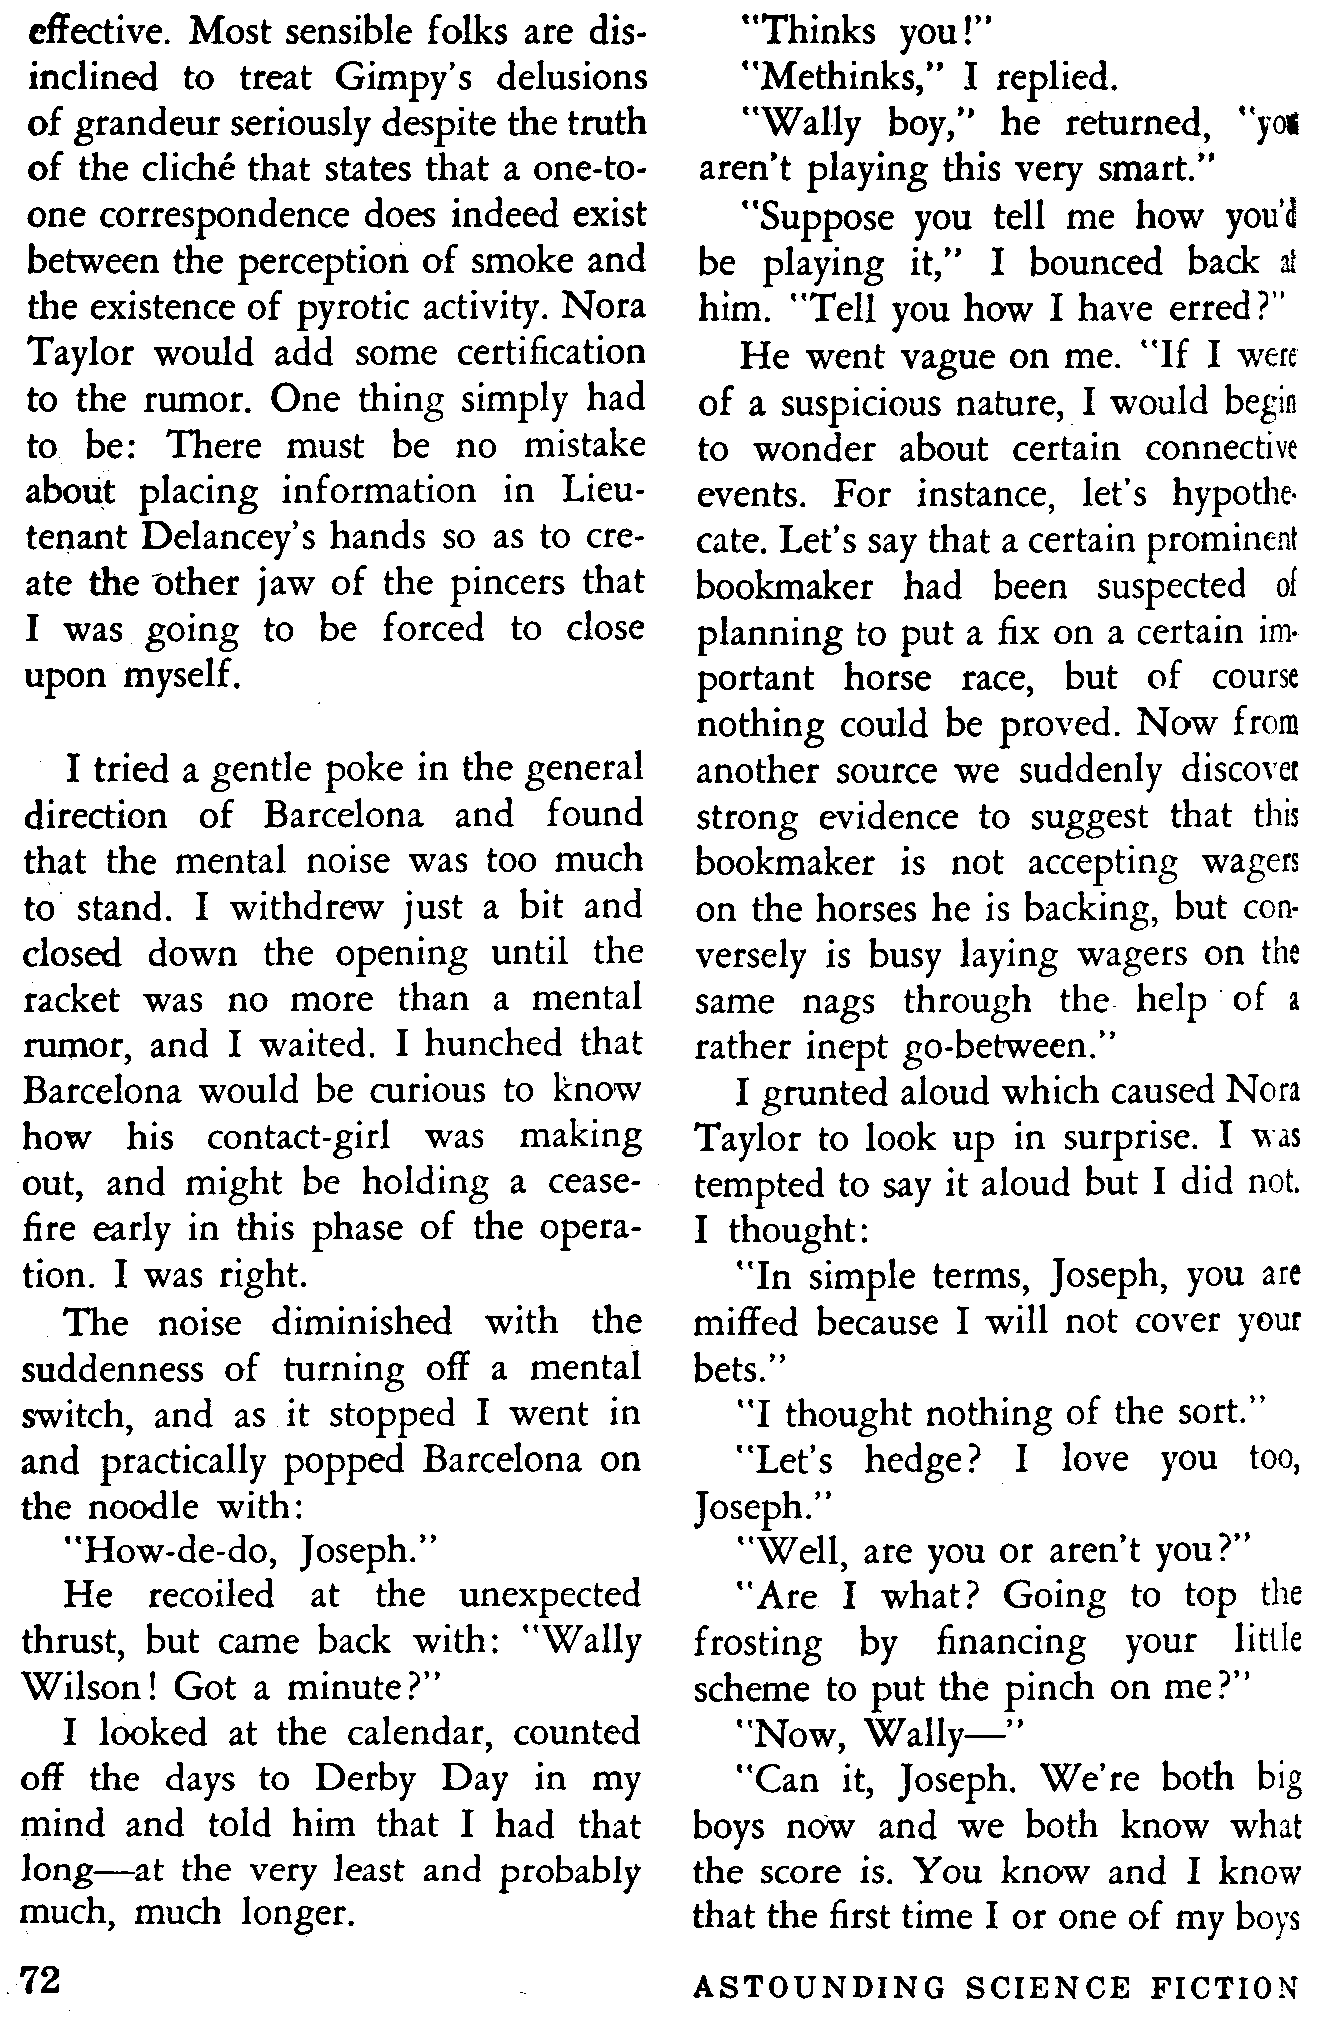 effective. Most sensible folks are dis-
inclined to treat Gimpy's delusions
of grandeur seriously despite the truth
of the cliché that states that a one-to-
one correspondence does indeed exist
between the perception of smoke and
the existence of pyrotic activity. Nora
Taylor would add some certification
to the rumor. One thing simply had
to be: There must be no mistake
about placing information in Lieu-
tenant Delancey's hands so as to cre-
ate the other jaw of the pincers that
I was going to be forced to close
upon myself.
I tried a gentle poke in the general
direction of Barcelona and found
that the mental noise was too much
to stand. I withdrew just a bit and
closed down the opening until the
racket was no more than a mental
rumor, and I waited. I hunched that
Barcelona would be curious to know
how his contact-girl was making
out, and might be holding a cease-
fire early in this phase of the opera-
tion. I was right.
The noise diminished with the
suddenness of turning off a mental
switch, and as it stopped I went in
and practically popped Barcelona on
the noodle with:
"How-de-do, Joseph."
He recoiled at the unexpected
thrust, but came back with: "Wally
Wilson! Got a minute?"
I looked at the calendar, counted
off the days to Derby Day in my
mind and told him that I had that
long—at the very least and probably
much, much longer.
"Thinks you!"
"Methinks," I replied.
"Wally boy," he returned, "you
aren't playing this very smart."
"Suppose you tell me how you'd
be playing it," I bounced back at
him. "Tell you how I have erred?"
He went vague on me. "If I were
of a suspicious nature, I would begin
to wonder about certain connective
events. For instance, let's hypothe-
cate. Let's say that a certain prominent
bookmaker had been suspected of
planning to put a fix on a certain im-
portant horse race, but of course
nothing could be proved. Now from
another source we suddenly discover
strong evidence to suggest that this
bookmaker is not accepting wagers
on the horses he is backing, but con-
versely is busy laying wagers on the
same nags through the help of a
rather inept go-between."
I grunted aloud which caused Nora
Taylor to look up in surprise. I was
tempted to say it aloud but I did not.
I thought:
"In simple terms, Joseph, you are
miffed because I will not cover your
bets."
"I thought nothing of the sort."
"Let's hedge? I love you too,
Joseph."
"Well, are you or aren't you?"
"Are I what? Going to top the
frosting by financing your little
scheme to put the pinch on me?"
"Now, Wally—"
"Can it, Joseph. We're both big
boys now and we both know what
the score is. You know and I know
that the first time I or one of my boys
72
ASTOUNDING SCIENCE FICTION